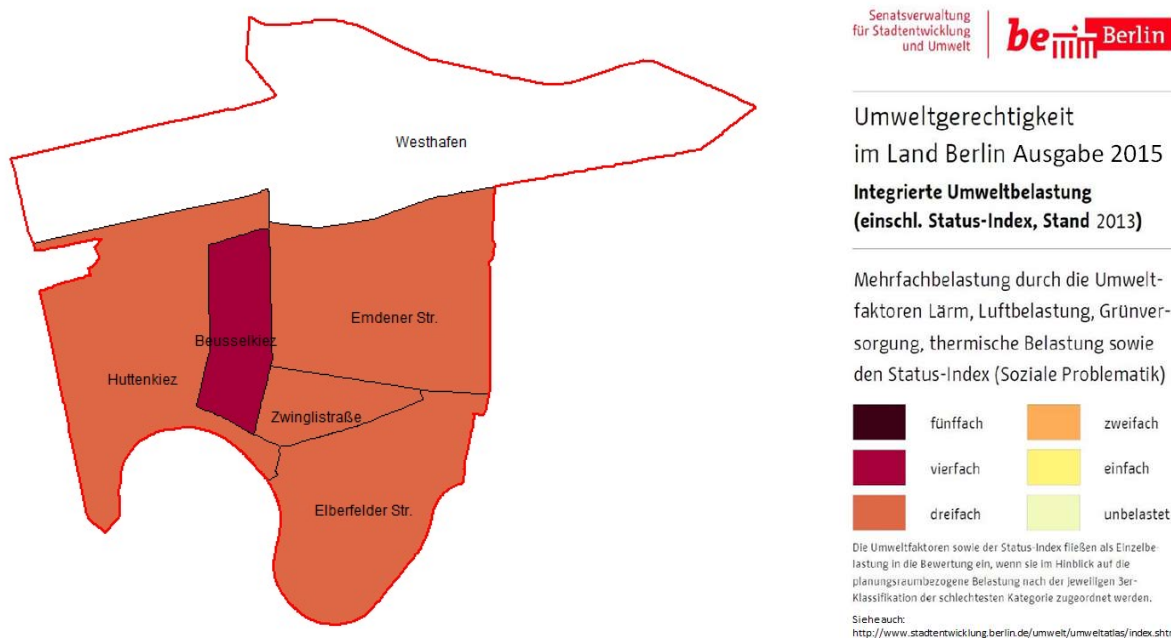 Westhafen
Emdener Str.
Beusselkiez
Huttenkiez
Zwinglistraße
Elberfelder Str.
Senatsverwaltung
für Stadtentwicklung
und Umwelt
be Berlin
Umweltgerechtigkeit
im Land Berlin Ausgabe 2015
Integrierte Umweltbelastung
(einschl. Status-Index, Stand 2013)
Mehrfachbelastung durch die Umwelt-
faktoren Lärm, Luftbelastung, Grünver-
sorgung, thermische Belastung sowie
den Status-Index (Soziale Problematik)
fünffach zweifach
vierfach einfach
dreifach unbelastet
Die Umweltfaktoren sowie der Status-Index fließen als Einzelbe-
lastung in die Bewertung ein, wenn sie im Hinblick auf die
planungsraumbezogene Belastung nach der jeweiligen 3er-
Klassifikation der schlechtesten Kategorie zugeordnet werden.
Siehe auch:
http://www.stadtentwicklung.berlin.de/umwelt/umweltatlas/index.sht